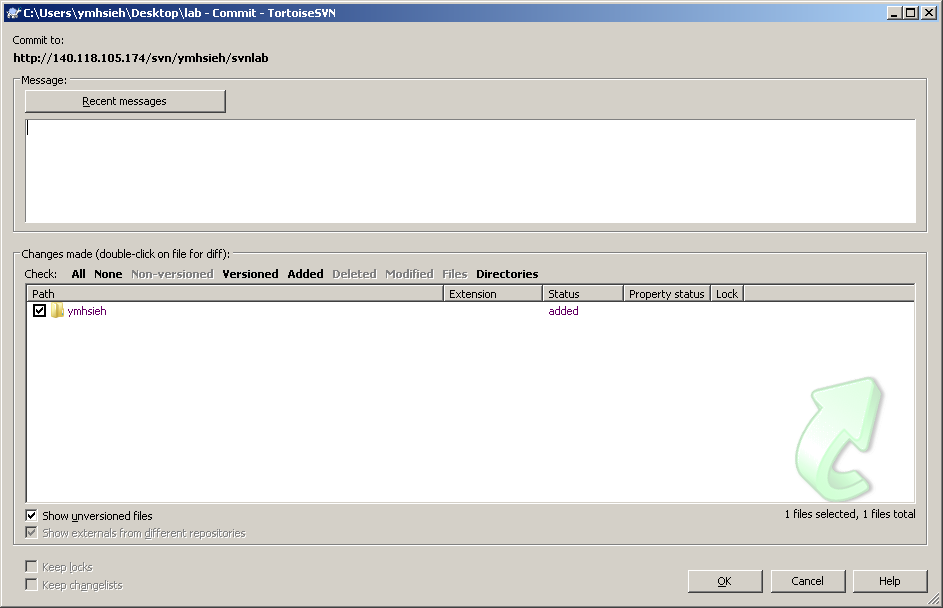 C:\Users\ymhsieh\Desktop\lab - Commit - TortoiseSVN
Commit to:
http://140.118.105.174/svn/ymhsieh/svnlab
Message:
Recent messages
Changes made (double-click on file for diff):
Check: All None Non-versioned Versioned Added Deleted Modified Files Directories
Path Extension Status Property status Lock
ymhsieh added
Show unversioned files 1 files selected, 1 files total
Show externals from different repositories
Keep locks
Keep changelists
OK Cancel Help